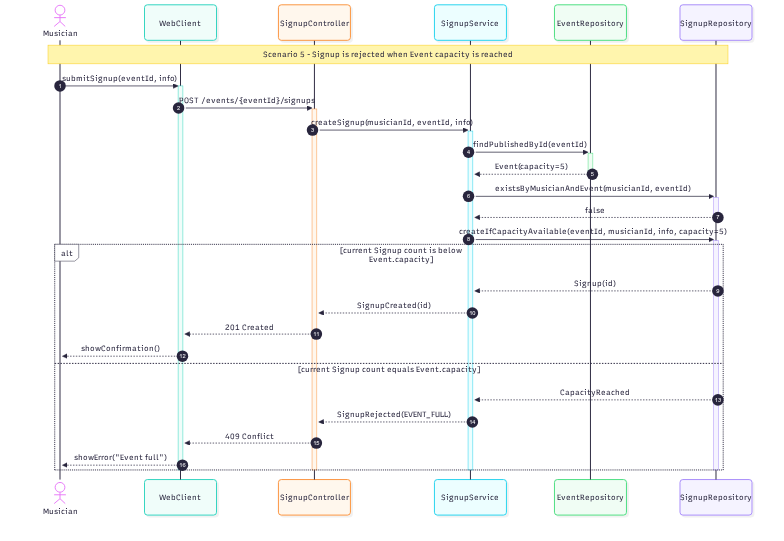 WebClient
SignupController
SignupService
EventRepository
SignupRepository
Musician
Scenario 5 - Signup is rejected when Event capacity is reached
submitSignup(eventId, info)
1
POST /events/{eventId}/signups
2
createSignup(musicianId, eventId, info)
3
findPublishedById(eventId)
4
Event(capacity=5)
5
existsByMusicianAndEvent(musicianId, eventId)
6
false
7
createIfCapacityAvailable(eventId, musicianId, info, capacity=5)
8
alt
[current Signup count is below
Event.capacity]
Signup(id)
9
SignupCreated(id)
10
201 Created
11
showConfirmation()
12
[current Signup count equals Event.capacity]
CapacityReached
13
SignupRejected(EVENT_FULL)
14
409 Conflict
15
showError("Event full")
16
WebClient
SignupController
SignupService
EventRepository
SignupRepository
Musician